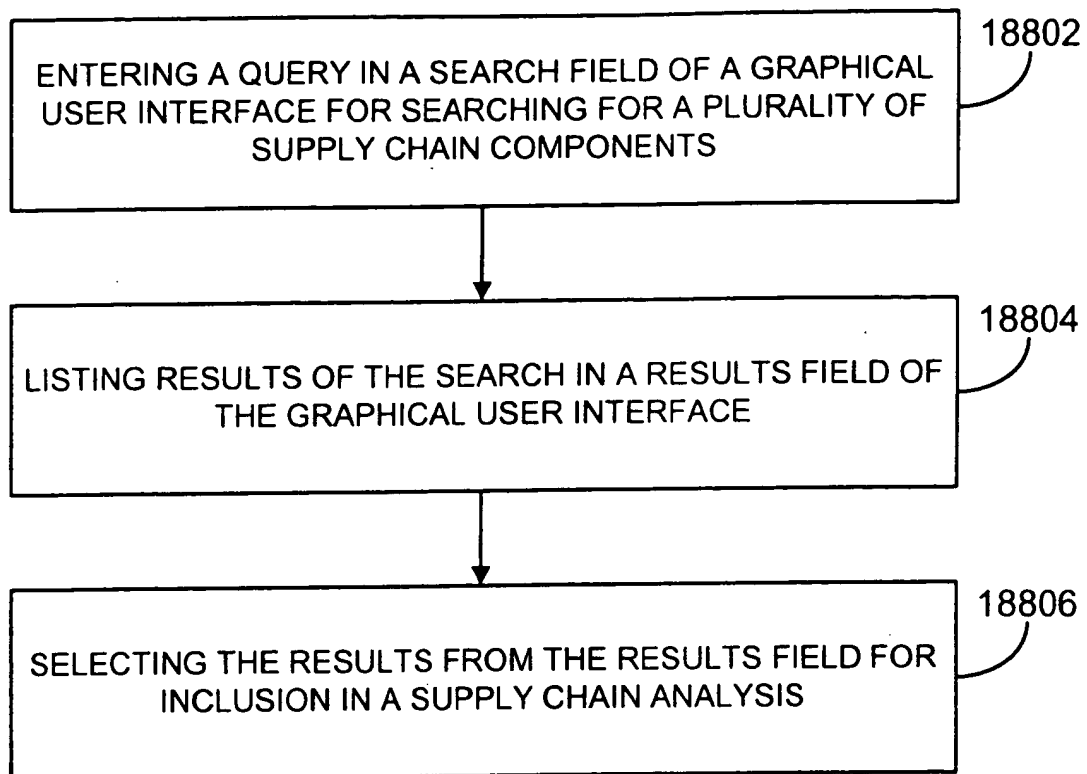 18802
ENTERING A QUERY IN A SEARCH FIELD OF A GRAPHICAL
USER INTERFACE FOR SEARCHING FOR A PLURALITY OF
SUPPLY CHAIN COMPONENTS
18804
LISTING RESULTS OF THE SEARCH IN A RESULTS FIELD OF
THE GRAPHICAL USER INTERFACE
18806
SELECTING THE RESULTS FROM THE RESULTS FIELD FOR
INCLUSION IN A SUPPLY CHAIN ANALYSIS